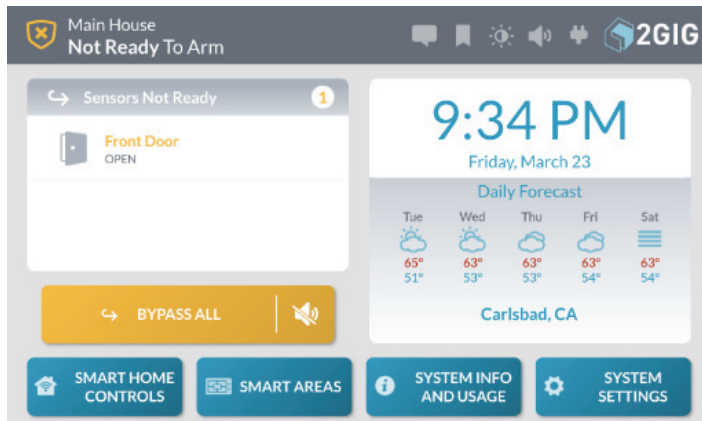 Main House
Not Ready To Arm
2GIG
Sensors Not Ready
1
Front Door
OPEN
BYPASS ALL
9:34 PM
Friday, March 23
Daily Forecast
Tue Wed Thu Fri Sat
65° 63° 63° 63° 63°
51° 53° 53° 54° 54°
Carlsbad, CA
SMART HOME
CONTROLS
SMART AREAS
SYSTEM INFO
AND USAGE
SYSTEM
SETTINGS